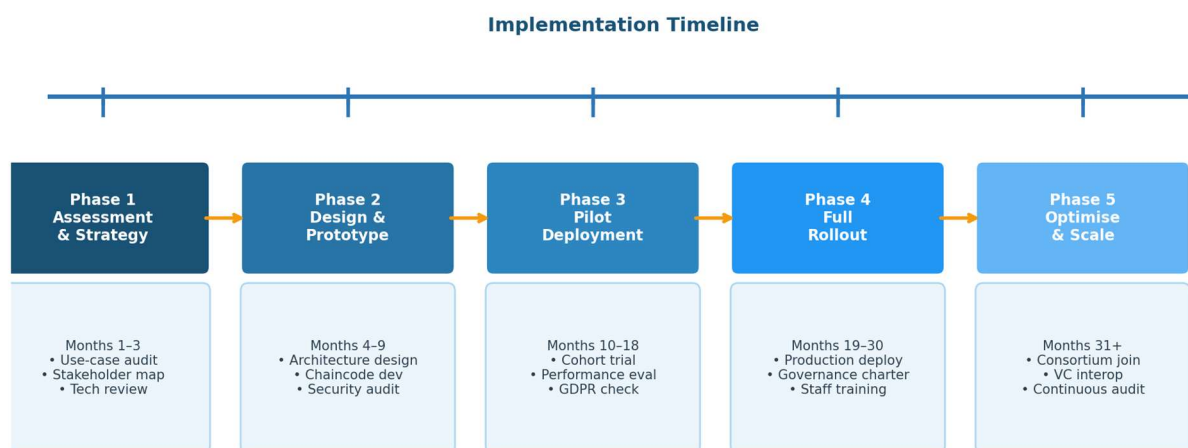 Implementation Timeline
Phase 1
Assessment
& Strategy
Phase 2
Design &
Prototype
Phase 3
Pilot
Deployment
Phase 4
Full
Rollout
Phase 5
Optimise
& Scale
Months 1–3
• Use-case audit
• Stakeholder map
• Tech review
Months 4–9
• Architecture design
• Chaincode dev
• Security audit
Months 10–18
• Cohort trial
• Performance eval
• GDPR check
Months 19–30
• Production deploy
• Governance charter
• Staff training
Months 31+
• Consortium join
• VC interop
• Continuous audit